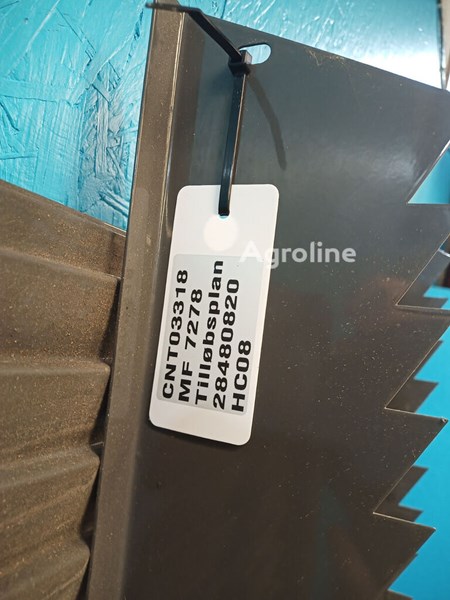 Agroline
CNT03318
MF 7278
Tilløbsplan
28480820
HC08